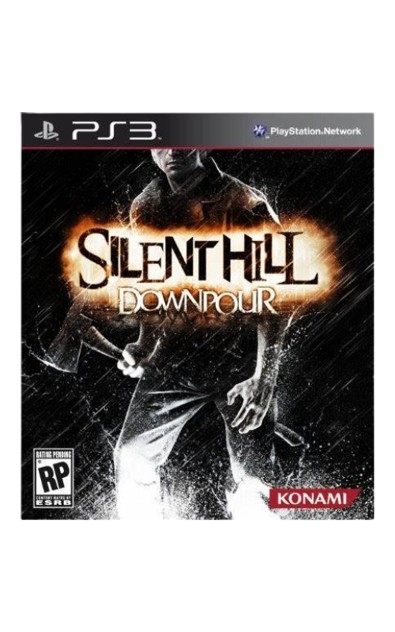 PS3
PlayStation.Network
SILENT HILL
DOWNPOUR
RATING PENDING
RP
CONTENT RATED BY
ESRB
KONAMI